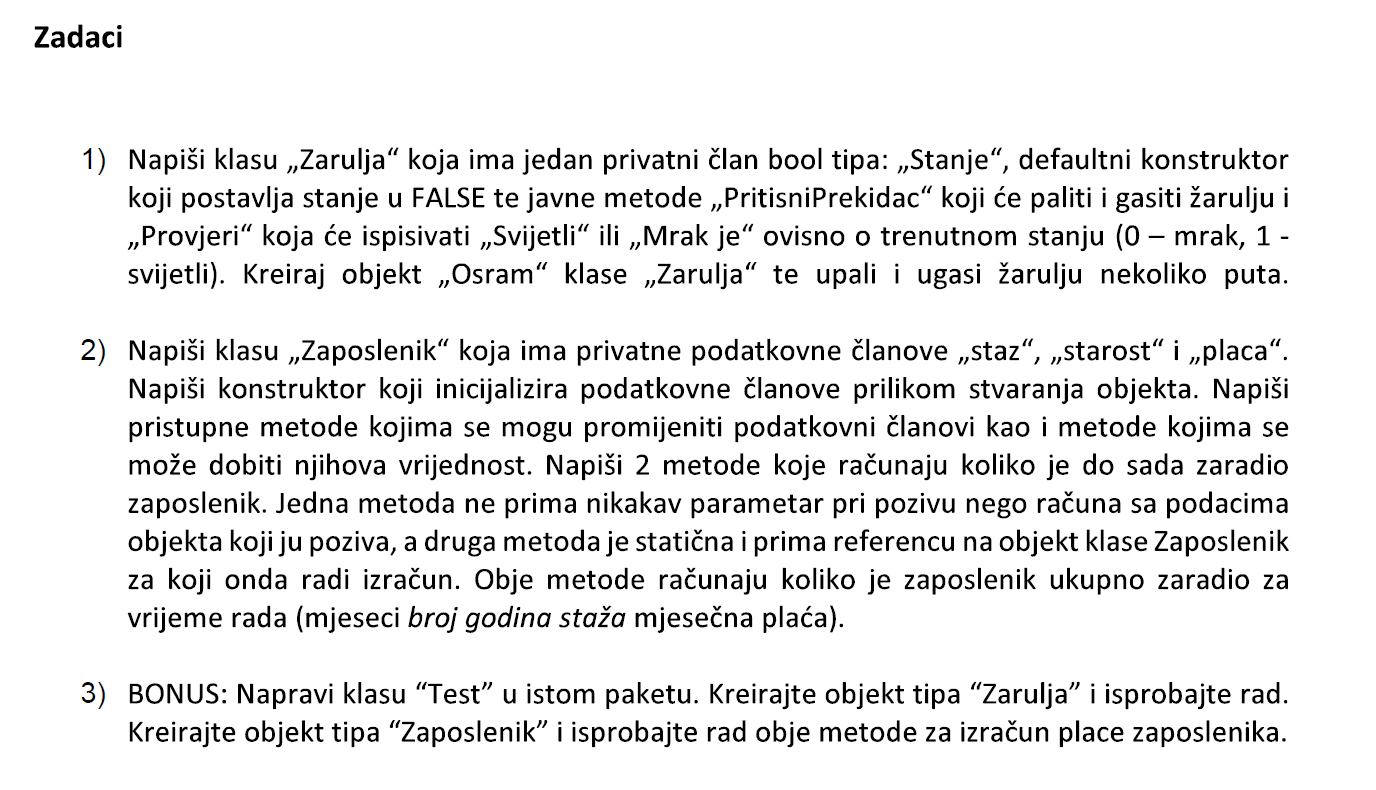 Zadaci
1) Napiši klasu „Zarulja“ koja ima jedan privatni član bool tipa: „Stanje“, defaultni konstruktor
koji postavlja stanje u FALSE te javne metode „PritisniPrekidac“ koji će paliti i gasiti žarulju i
„Provjeri“ koja će ispisivati „Svijetli“ ili „Mrak je“ ovisno o trenutnom stanju (0 – mrak, 1 -
svijetli). Kreiraj objekt „Osram“ klase „Zarulja“ te upali i ugasi žarulju nekoliko puta.
2) Napiši klasu „Zaposlenik“ koja ima privatne podatkovne članove „staz“, „starost“ i „placa“.
Napiši konstruktor koji inicijalizira podatkovne članove prilikom stvaranja objekta. Napiši
pristupne metode kojima se mogu promijeniti podatkovni članovi kao i metode kojima se
može dobiti njihova vrijednost. Napiši 2 metode koje računaju koliko je do sada zaradio
zaposlenik. Jedna metoda ne prima nikakav parametar pri pozivu nego računa sa podacima
objekta koji ju poziva, a druga metoda je statična i prima referencu na objekt klase Zaposlenik
za koji onda radi izračun. Obje metode računaju koliko je zaposlenik ukupno zaradio za
vrijeme rada (mjeseci broj godina staža mjesečna plaća).
3) BONUS: Napravi klasu “Test” u istom paketu. Kreirajte objekt tipa “Zarulja” i isprobajte rad.
Kreirajte objekt tipa “Zaposlenik” i isprobajte rad obje metode za izračun place zaposlenika.